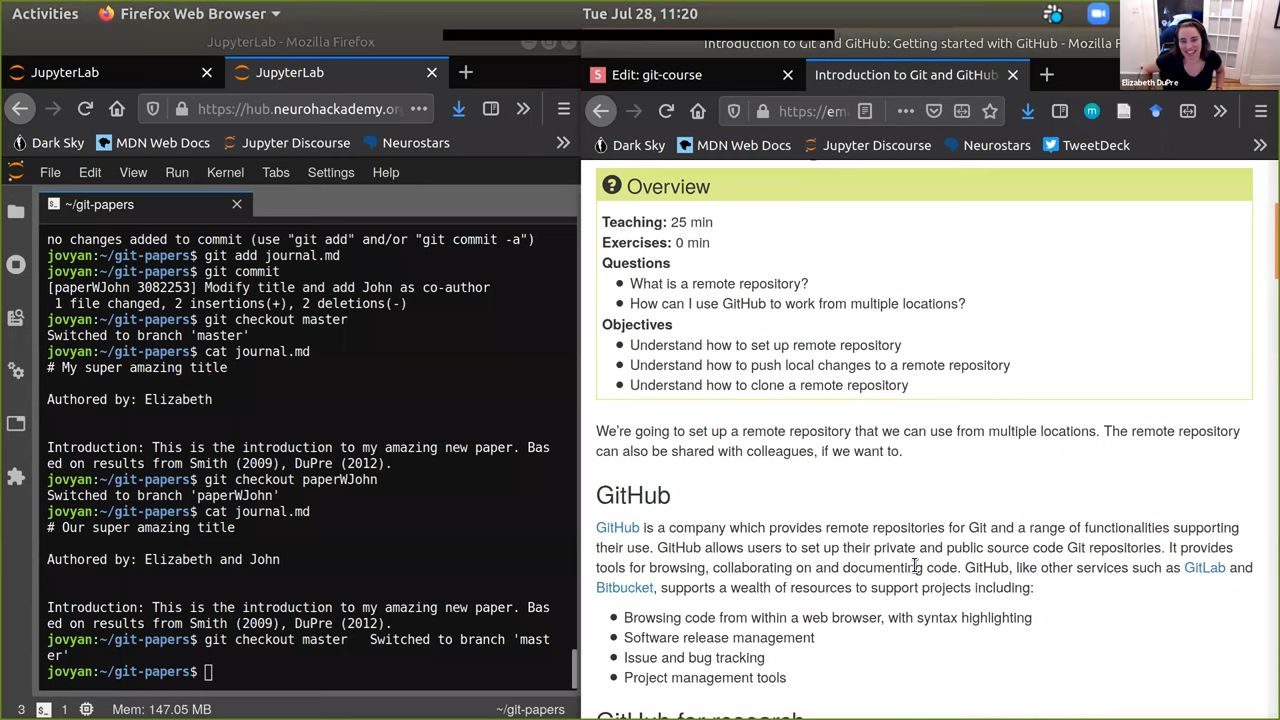 Activities
Firefox Web Browser
Tue Jul 28, 11:20
JupyterLab - Mozilla Firefox
Introduction to Git and GitHub: Getting started with GitHub - Mozilla F
Elizabeth DuPre
JupyterLab
JupyterLab
https://hub.neurohackademy.or
Dark Sky
MDN Web Docs
Jupyter Discourse
Neurostars
File Edit View Run Kernel Tabs Settings Help
~/git-papers
no changes added to commit (use "git add" and/or "git commit -a")
jovyan:~/git-papers$ git add journal.md
jovyan:~/git-papers$ git commit
[paperWJohn 3082253] Modify title and add John as co-author
1 file changed, 2 insertions(+), 2 deletions(-)
jovyan:~/git-papers$ git checkout master
Switched to branch 'master'
jovyan:~/git-papers$ cat journal.md
# My super amazing title
Authored by: Elizabeth
Introduction: This is the introduction to my amazing new paper. Bas
ed on results from Smith (2009), DuPre (2012).
jovyan:~/git-papers$ git checkout paperWJohn
Switched to branch 'paperWJohn'
jovyan:~/git-papers$ cat journal.md
# Our super amazing title
Authored by: Elizabeth and John
Introduction: This is the introduction to my amazing new paper. Bas
ed on results from Smith (2009), DuPre (2012).
jovyan:~/git-papers$ git checkout master   Switched to branch 'mast
er'
jovyan:~/git-papers$
3 1 Mem: 147.05 MB ~/git-papers
Edit: git-course
Introduction to Git and GitHub
https://em
Dark Sky
MDN Web Docs
Jupyter Discourse
Neurostars
TweetDeck
Overview
Teaching: 25 min
Exercises: 0 min
Questions
What is a remote repository?
How can I use GitHub to work from multiple locations?
Objectives
Understand how to set up remote repository
Understand how to push local changes to a remote repository
Understand how to clone a remote repository
We're going to set up a remote repository that we can use from multiple locations. The remote repository
can also be shared with colleagues, if we want to.
GitHub
GitHub is a company which provides remote repositories for Git and a range of functionalities supporting
their use. GitHub allows users to set up their private and public source code Git repositories. It provides
tools for browsing, collaborating on and documenting code. GitHub, like other services such as GitLab and
Bitbucket, supports a wealth of resources to support projects including:
Browsing code from within a web browser, with syntax highlighting
Software release management
Issue and bug tracking
Project management tools
GitHub for research